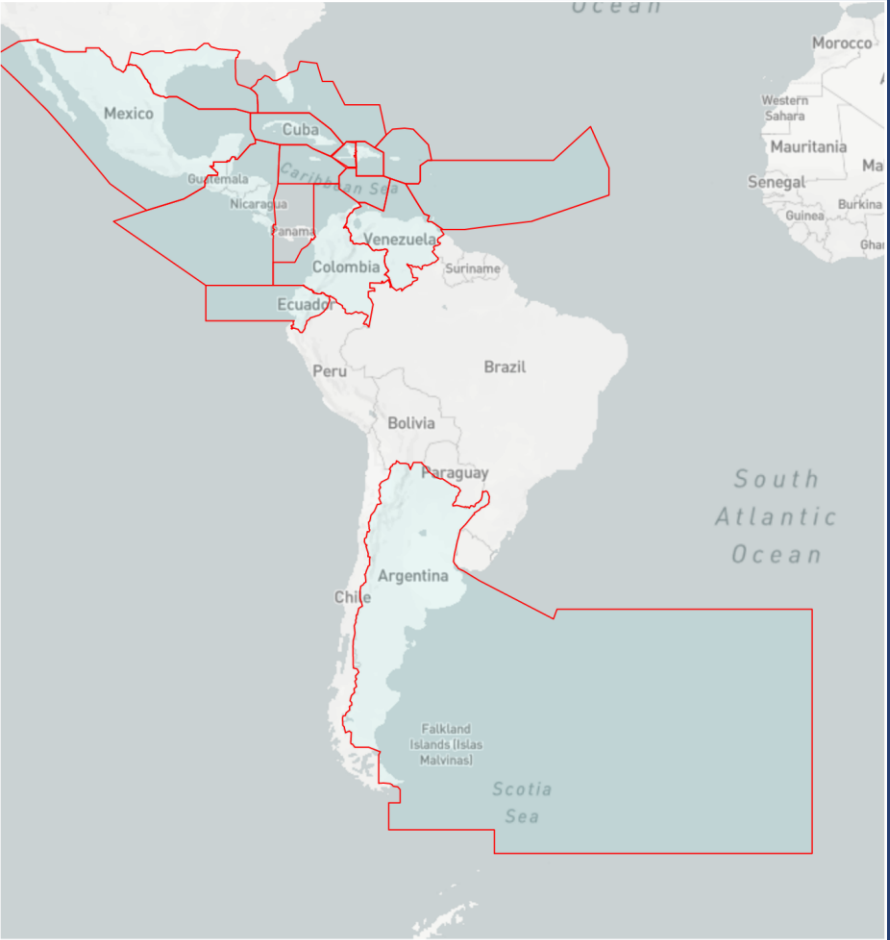 Ocean
Morocco
Western
Sahara
Mexico
Cuba
Mauritania
Ma
Caribbean Sea
Guatemala
Senegal
Nicaragua
Burkina
Guinea
Panama
Venezuela
Ghan
Colombia
Suriname
Ecuador
Peru
Brazil
Bolivia
Paraguay
South
Atlantic
Ocean
Argentina
Chile
Falkland
Islands (Islas
Malvinas)
Scotia
Sea